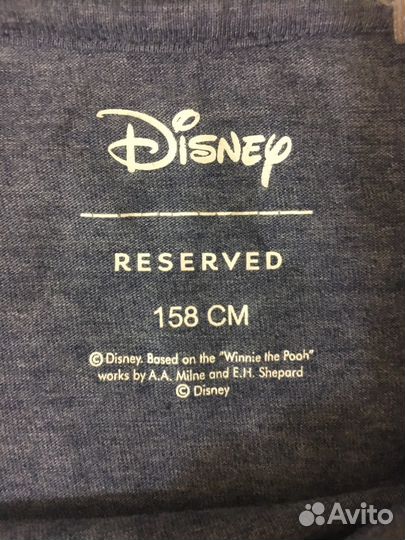 Disney
RESERVED
158 CM
©Disney. Based on the "Winnie the Pooh"
works by A.A. Milne and E.H. Shepard
© Disney
Avito